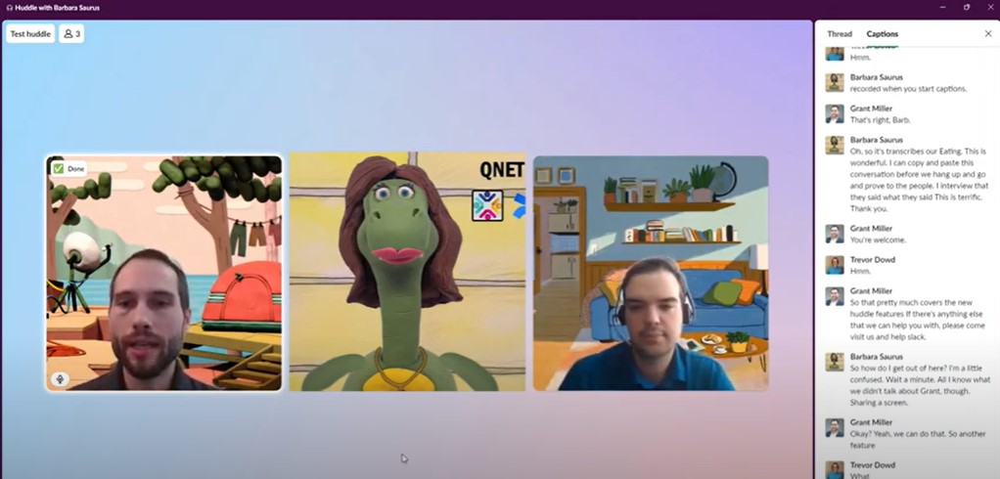 Huddle with Barbara Saurus
Test huddle
3
Thread
Captions
Done
QNET
Hmm.
Barbara Saurus
recorded when you start captions.
Grant Miller
That's right, Barb.
Barbara Saurus
Oh, so it's transcribes our Eating. This is
wonderful. I can copy and paste this
conversation before we hang up and go
and prove to the people. I interview that
they said what they said This is terrific.
Thank you.
Grant Miller
You're welcome.
Trevor Dowd
Hmm.
Grant Miller
So that pretty much covers the new
huddle features If there's anything else
that we can help you with, please come
visit us and help slack.
Barbara Saurus
So how do I get out of here? I'm a little
confused. Wait a minute. All I know what
we didn't talk about Grant, though.
Sharing a screen.
Grant Miller
Okay? Yeah, we can do that. So another
feature
Trevor Dowd
What